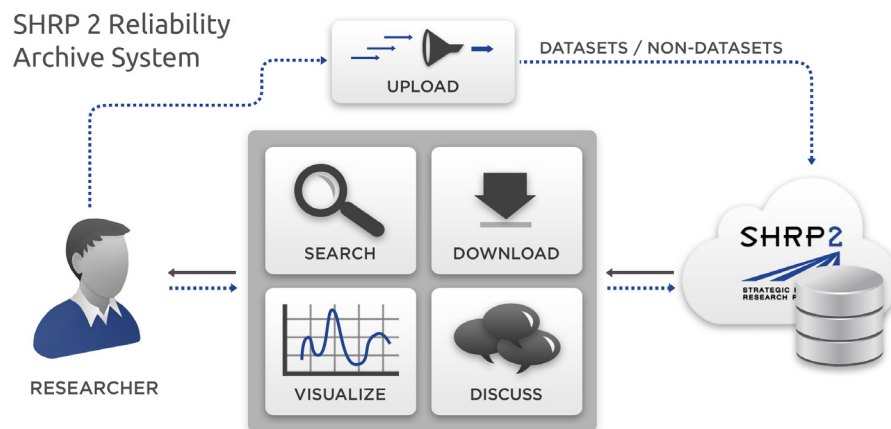 SHRP 2 Reliability
Archive System
UPLOAD
DATASETS / NON-DATASETS
SEARCH
DOWNLOAD
VISUALIZE
DISCUSS
RESEARCHER
SHRP2
STRATEGIC
RESEARCH